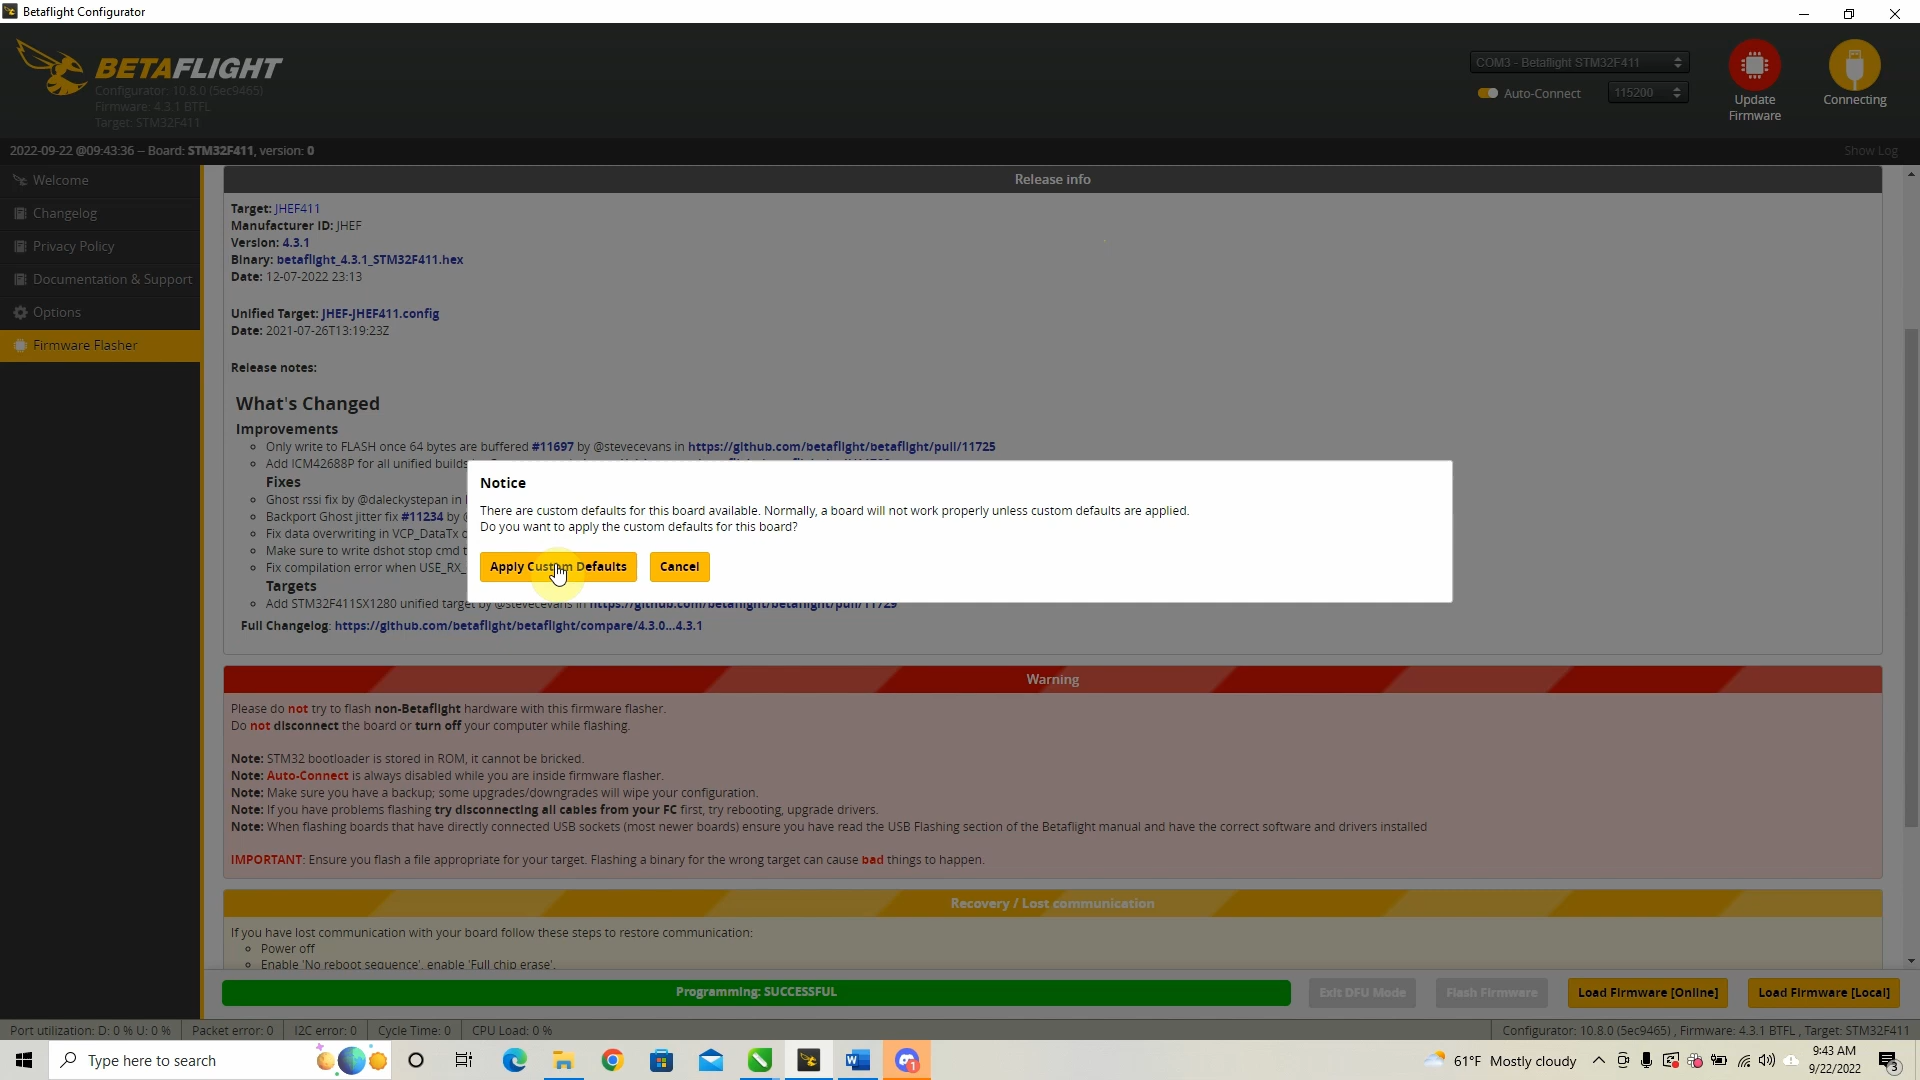 Betaflight Configurator
BETAFLIGHT
Configurator: 10.8.0 (5ec9465)
Firmware: 4.3.1 BTFL
Target: STM32F411
COM3 - Betaflight STM32F411
Auto-Connect
115200
Update
Firmware
Connecting
2022-09-22 @09:43:36 -- Board: STM32F411, version: 0
Show Log
Welcome
Changelog
Privacy Policy
Documentation & Support
Options
Firmware Flasher
Release info
Target: JHEF411
Manufacturer ID: JHEF
Version: 4.3.1
Binary: betaflight_4.3.1_STM32F411.hex
Date: 12-07-2022 23:13
Unified Target: JHEF-JHEF411.config
Date: 2021-07-26T13:19:23Z
Release notes:
What's Changed
Improvements
Only write to FLASH once 64 bytes are buffered #11697 by @stevecevans in https://github.com/betaflight/betaflight/pull/11725
Add ICM42688P for all unified builds
Fixes
Ghost rssi fix by @daleckystepan in
Backport Ghost jitter fix #11234 by
Fix data overwriting in VCP_DataTx
Make sure to write dshot stop cmd
Fix compilation error when USE_RX_
Targets
Add STM32F411SX1280 unified target by @stevecevans in https://github.com/betaflight/betaflight/pull/11729
Full Changelog: https://github.com/betaflight/betaflight/compare/4.3.0...4.3.1
Notice
There are custom defaults for this board available. Normally, a board will not work properly unless custom defaults are applied.
Do you want to apply the custom defaults for this board?
Apply Custom Defaults
Cancel
Warning
Please do not try to flash non-Betaflight hardware with this firmware flasher.
Do not disconnect the board or turn off your computer while flashing.
Note: STM32 bootloader is stored in ROM, it cannot be bricked.
Note: Auto-Connect is always disabled while you are inside firmware flasher.
Note: Make sure you have a backup; some upgrades/downgrades will wipe your configuration.
Note: If you have problems flashing try disconnecting all cables from your FC first, try rebooting, upgrade drivers.
Note: When flashing boards that have directly connected USB sockets (most newer boards) ensure you have read the USB Flashing section of the Betaflight manual and have the correct software and drivers installed
IMPORTANT: Ensure you flash a file appropriate for your target. Flashing a binary for the wrong target can cause bad things to happen.
Recovery / Lost communication
If you have lost communication with your board follow these steps to restore communication:
Power off
Enable 'No reboot sequence', enable 'Full chip erase'.
Programming: SUCCESSFUL
Exit DFU Mode
Flash Firmware
Load Firmware [Online]
Load Firmware [Local]
Port utilization: D: 0 % U: 0 %
Packet error: 0
I2C error: 0
Cycle Time: 0
CPU Load: 0 %
Configurator: 10.8.0 (5ec9465) , Firmware: 4.3.1 BTFL , Target: STM32F411
Type here to search
1
61°F Mostly cloudy
9:43 AM
9/22/2022
3